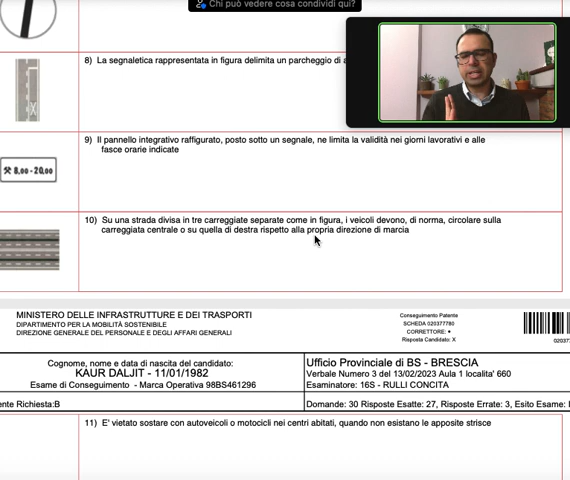 Chi può vedere cosa condividi qui?
8) La segnaletica rappresentata in figura delimita un parcheggio di
9) Il pannello integrativo raffigurato, posto sotto un segnale, ne limita la validità nei giorni lavorativi e alle
fasce orarie indicate
8,00-20,00
10) Su una strada divisa in tre carreggiate separate come in figura, i veicoli devono, di norma, circolare sulla
carreggiata centrale o su quella di destra rispetto alla propria direzione di marcia
MINISTERO DELLE INFRASTRUTTURE E DEI TRASPORTI
DIPARTIMENTO PER LA MOBILITÀ SOSTENIBILE
DIREZIONE GENERALE DEL PERSONALE E DEGLI AFFARI GENERALI
Conseguimento Patente
SCHEDA 020377780
CORRETTORE: •
Risposta Candidato: X
02037
Cognome, nome e data di nascita del candidato:
KAUR DALJIT - 11/01/1982
Esame di Conseguimento - Marca Operativa 98BS461296
Ufficio Provinciale di BS - BRESCIA
Verbale Numero 3 del 13/02/2023 Aula 1 localita' 660
Esaminatore: 16S - RULLI CONCITA
ente Richiesta:B
Domande: 30 Risposte Esatte: 27, Risposte Errate: 3, Esito Esame:
11) E' vietato sostare con autoveicoli o motocicli nei centri abitati, quando non esistano le apposite strisce